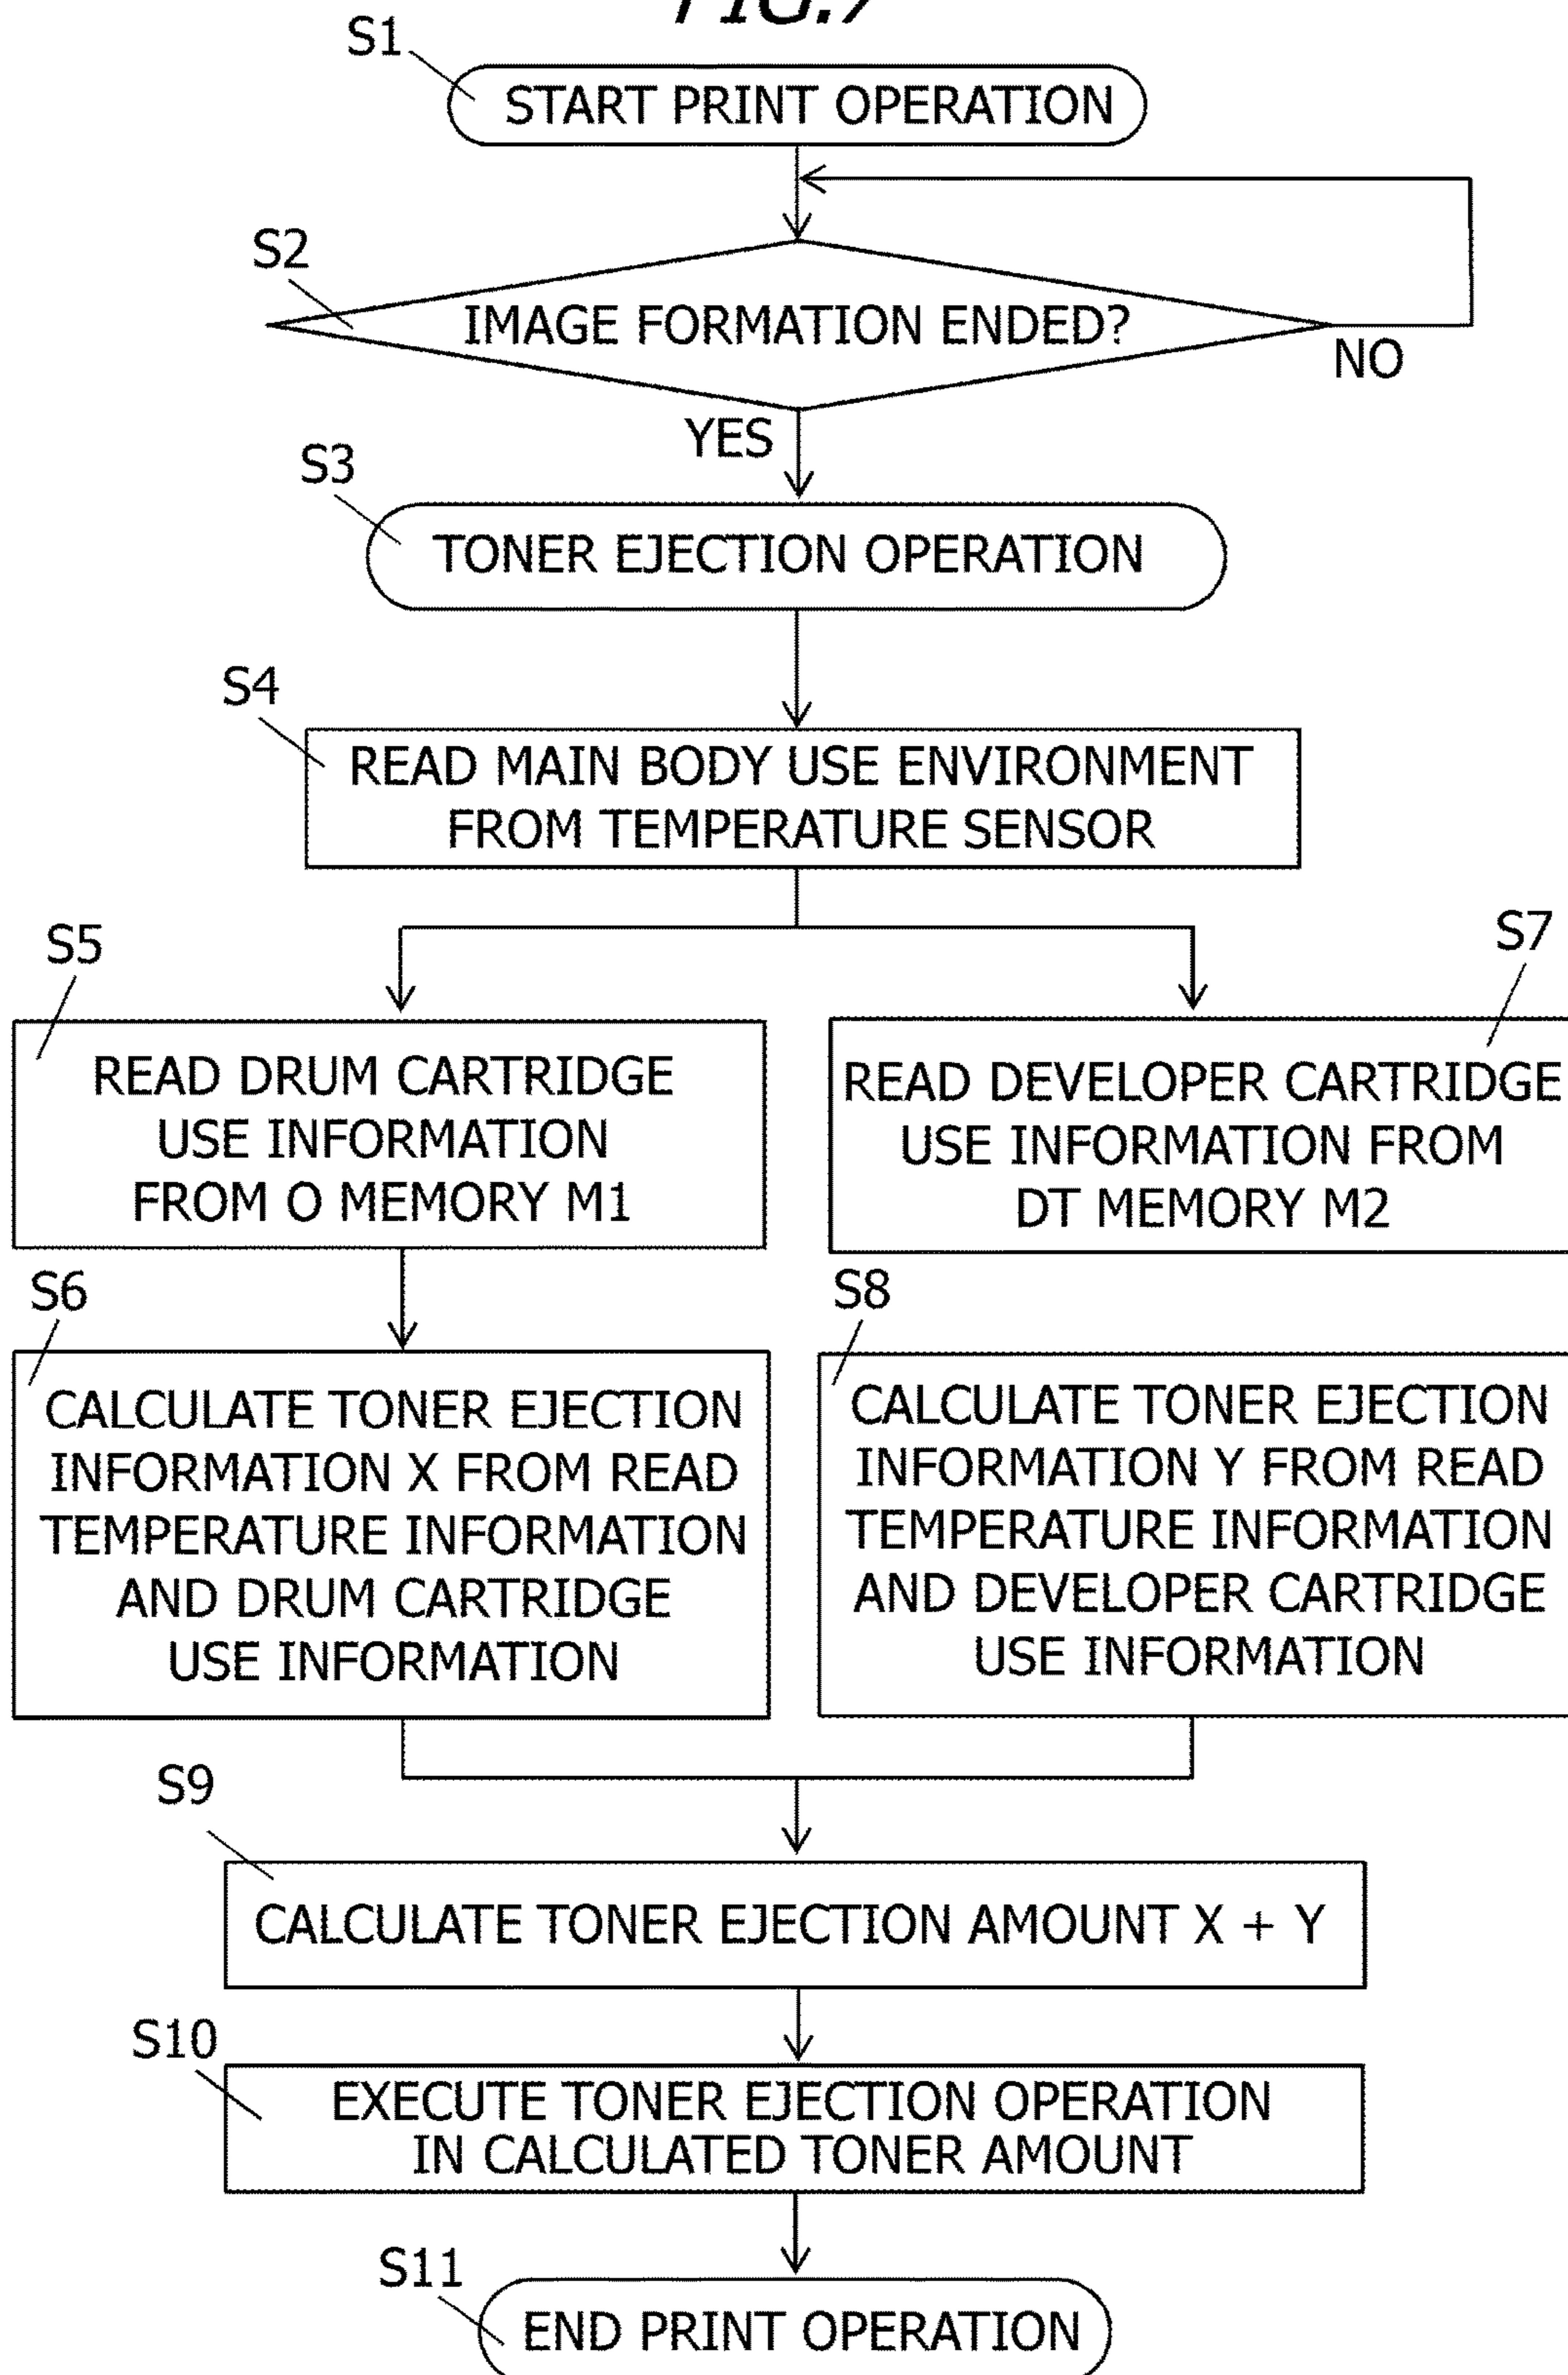 FIG.7
S1
START PRINT OPERATION
S2
IMAGE FORMATION ENDED?
NO
YES
S3
TONER EJECTION OPERATION
S4
READ MAIN BODY USE ENVIRONMENT
FROM TEMPERATURE SENSOR
S5
READ DRUM CARTRIDGE
USE INFORMATION
FROM O MEMORY M1
S7
READ DEVELOPER CARTRIDGE
USE INFORMATION FROM
DT MEMORY M2
S6
CALCULATE TONER EJECTION
INFORMATION X FROM READ
TEMPERATURE INFORMATION
AND DRUM CARTRIDGE
USE INFORMATION
S8
CALCULATE TONER EJECTION
INFORMATION Y FROM READ
TEMPERATURE INFORMATION
AND DEVELOPER CARTRIDGE
USE INFORMATION
S9
CALCULATE TONER EJECTION AMOUNT X + Y
S10
EXECUTE TONER EJECTION OPERATION
IN CALCULATED TONER AMOUNT
S11
END PRINT OPERATION